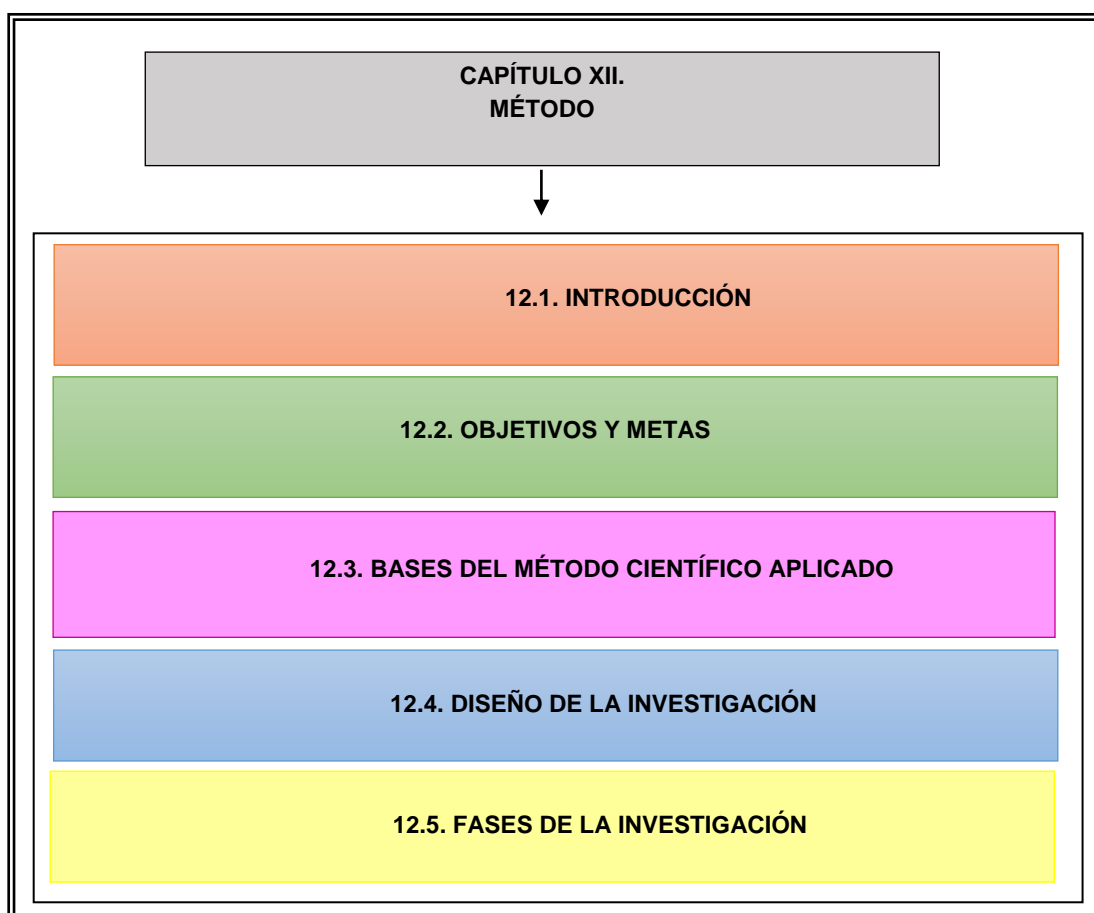 CAPÍTULO XII.
MÉTODO
12.1. INTRODUCCIÓN
12.2. OBJETIVOS Y METAS
12.3. BASES DEL MÉTODO CIENTÍFICO APLICADO
12.4. DISEÑO DE LA INVESTIGACIÓN
12.5. FASES DE LA INVESTIGACIÓN